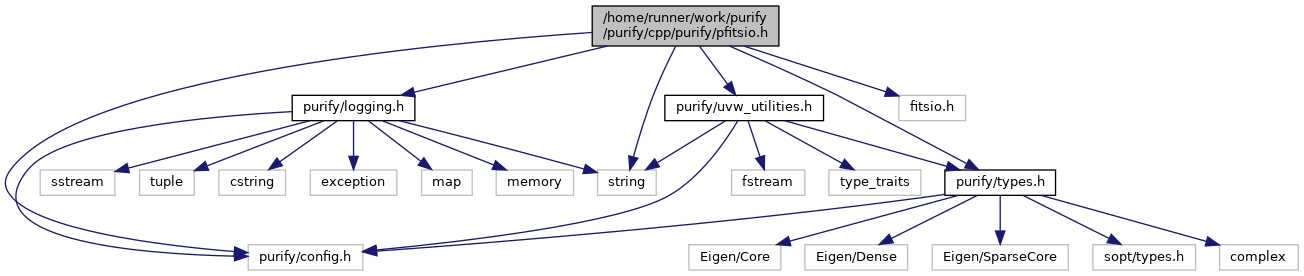 /home/runner/work/purify
/purify/cpp/purify/pfitsio.h
purify/logging.h
purify/uvw_utilities.h
fitsio.h
sstream
tuple
cstring
exception
map
memory
string
fstream
type_traits
purify/types.h
purify/config.h
Eigen/Core
Eigen/Dense
Eigen/SparseCore
sopt/types.h
complex